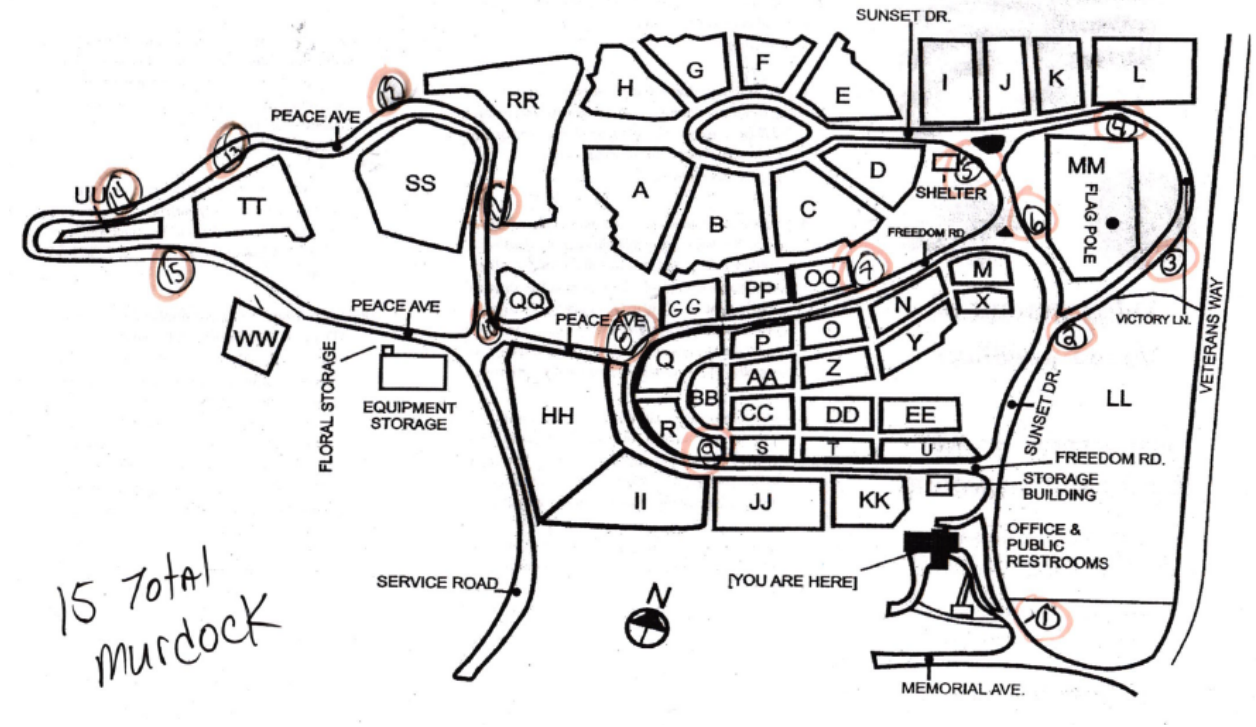 SUNSET DR.
G
F
H
E
I
J
K
L
RR
12
PEACE AVE
13
4
MM
FLAG POLE
UU
14
SS
TT
A
D
5
SHELTER
11
B
C
6
FREEDOM RD
3
15
7
M
OO
PP
N
X
QQ
GG
VICTORY LN.
VETERANS WAY
PEACE AVE
10
PEACE AVE
8
O
P
Y
2
WW
Q
AA
Z
FLORAL STORAGE
EQUIPMENT
STORAGE
HH
BB
R
CC
DD
EE
SUNSET DR.
LL
9
S
T
U
FREEDOM RD.
STORAGE
BUILDING
II
JJ
KK
OFFICE &
PUBLIC
RESTROOMS
[YOU ARE HERE]
SERVICE ROAD
N
15 Total
Murdock
1
MEMORIAL AVE.